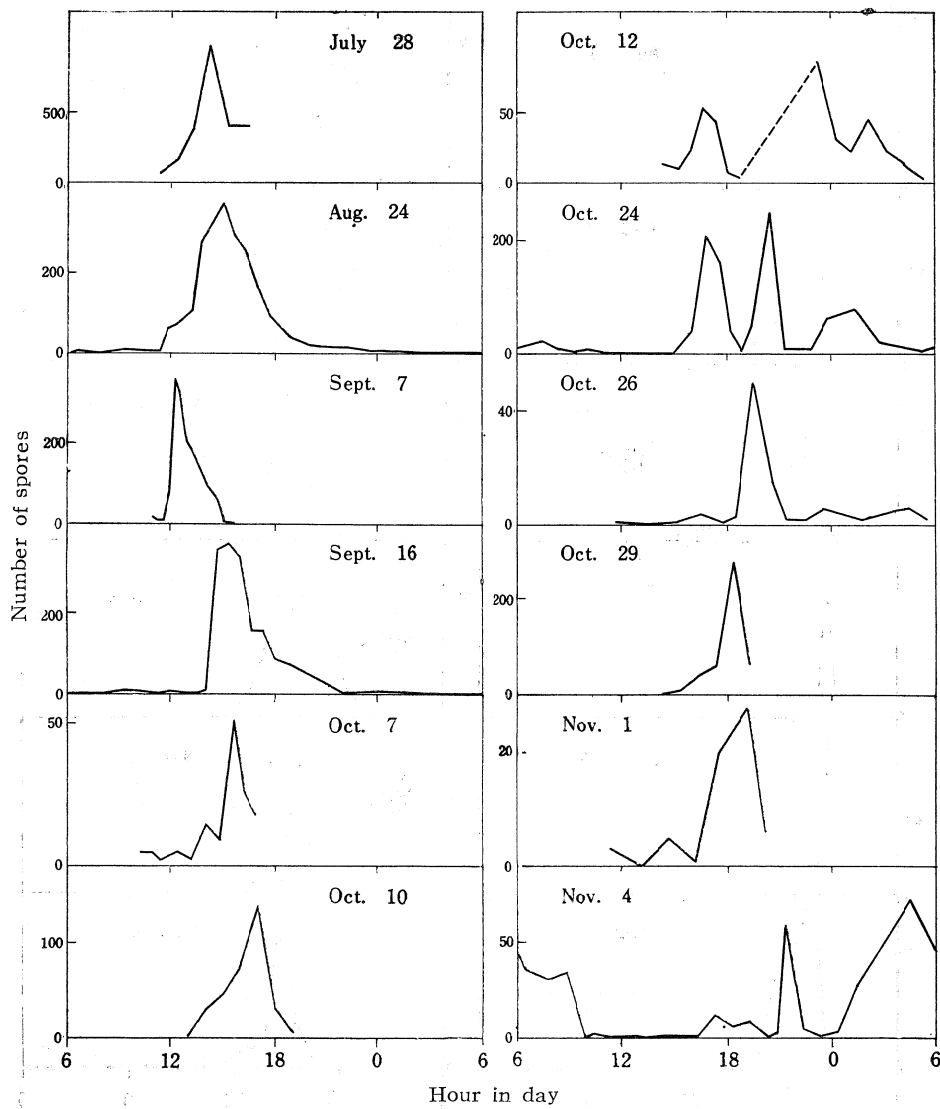 July 28
500
0
Aug. 24
200
0
Sept. 7
200
0
Sept. 16
200
0
Oct. 7
50
0
Oct. 10
100
0
6 12 18 0 6
Oct. 12
50
0
Oct. 24
200
0
Oct. 26
40
0
Oct. 29
200
0
Nov. 1
20
0
Nov. 4
50
0
6 12 18 0 6
Number of spores
Hour in day